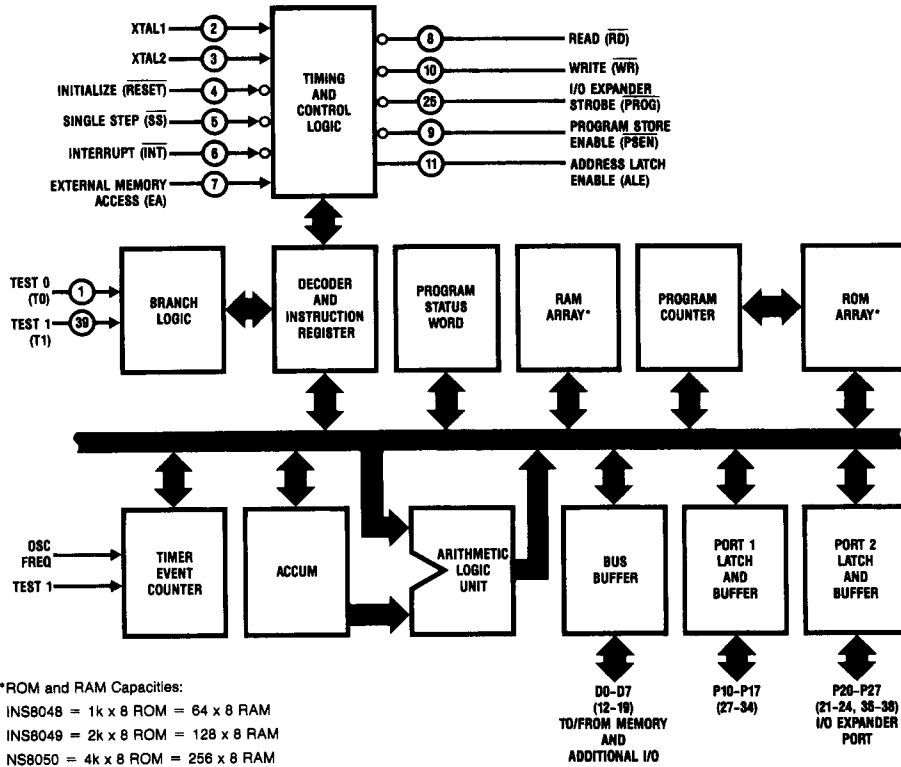 XTAL1 2
XTAL2 3
INITIALIZE (RESET) 4
SINGLE STEP (SS) 5
INTERRUPT (INT) 6
EXTERNAL MEMORY 7
ACCESS (EA)
TIMING
AND
CONTROL
LOGIC
8 READ (RD)
10 WRITE (WR)
25 I/O EXPANDER
STROBE (PROG)
9 PROGRAM STORE
ENABLE (PSEN)
11 ADDRESS LATCH
ENABLE (ALE)
TEST 0 1
(T0)
TEST 1 39
(T1)
BRANCH
LOGIC
DECODER
AND
INSTRUCTION
REGISTER
PROGRAM
STATUS
WORD
RAM
ARRAY*
PROGRAM
COUNTER
ROM
ARRAY*
OSC
FREQ
TEST 1
TIMER
EVENT
COUNTER
ACCUM
ARITHMETIC
LOGIC
UNIT
BUS
BUFFER
PORT 1
LATCH
AND
BUFFER
PORT 2
LATCH
AND
BUFFER
D0-D7
(12-19)
TO/FROM MEMORY
AND
ADDITIONAL I/O
P10-P17
(27-34)
P20-P27
(21-24, 35-38)
I/O EXPANDER
PORT
*ROM and RAM Capacities:
INS8048 = 1k x 8 ROM = 64 x 8 RAM
INS8049 = 2k x 8 ROM = 128 x 8 RAM
NS8050 = 4k x 8 ROM = 256 x 8 RAM